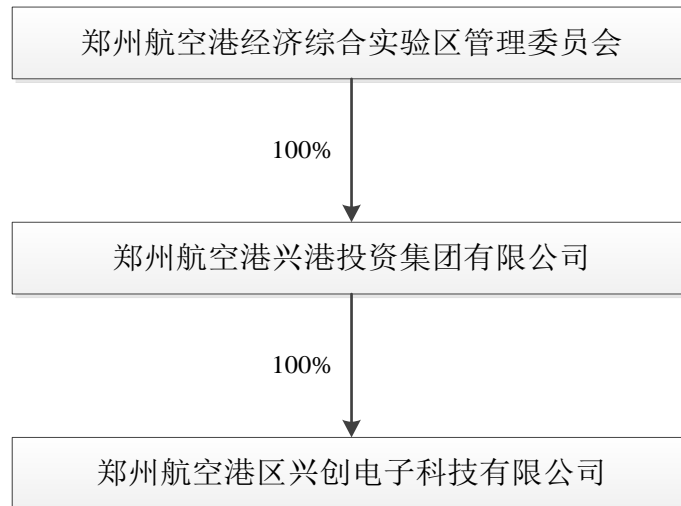 郑州航空港经济综合实验区管理委员会
100%
郑州航空港兴港投资集团有限公司
100%
郑州航空港区兴创电子科技有限公司